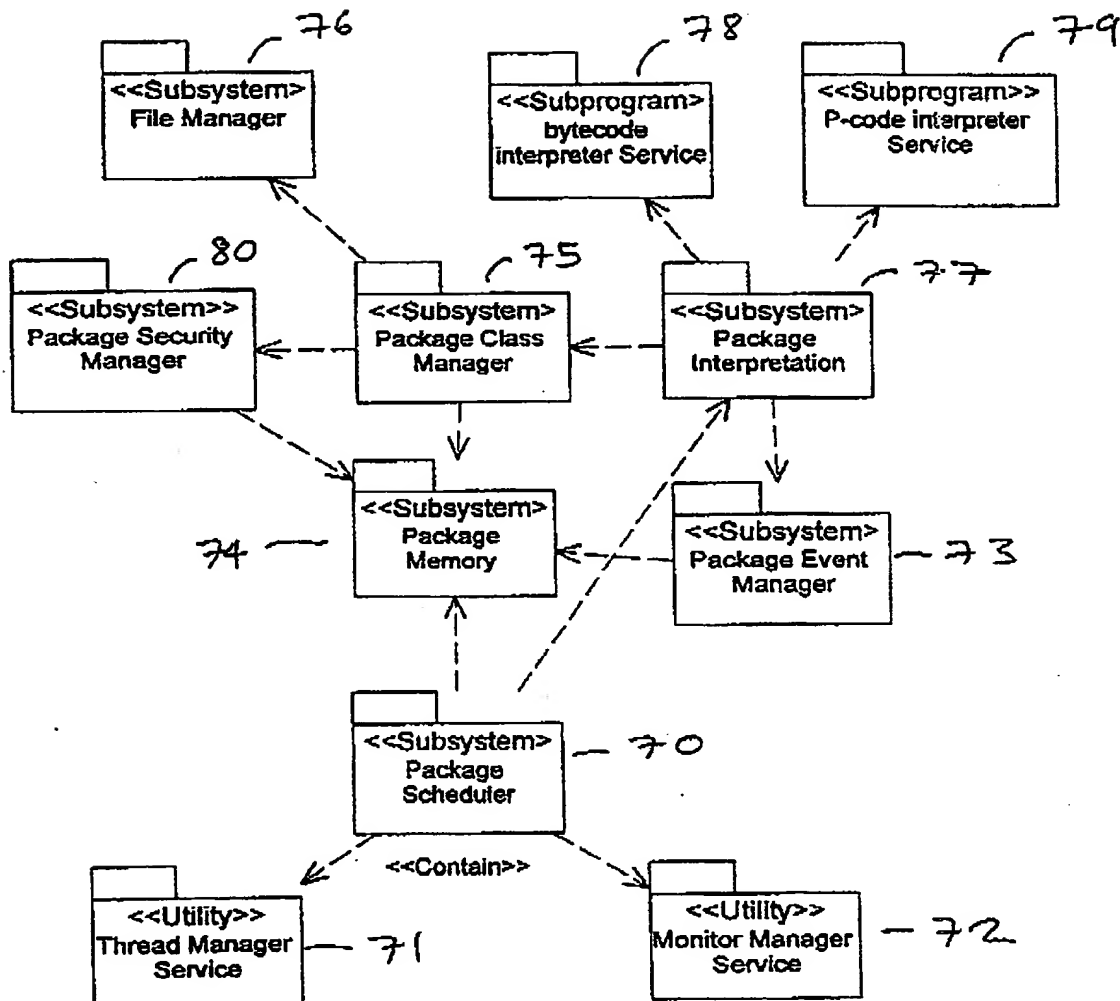 76
<<Subsystem>
File Manager
78
<<Subprogram>
bytecode
interpreter Service
79
<<Subprogram>>
P-code interpreter
Service
80
<<Subsystem>>
Package Security
Manager
75
<<Subsystem>
Package Class
Manager
77
<<Subsystem>
Package
Interpretation
74
<<Subsystem>
Package
Memory
73
<<Subsystem>
Package Event
Manager
70
<<Subsystem>
Package
Scheduler
<<Contain>>
71
<<Utility>>
Thread Manager
Service
72
<<Utility>>
Monitor Manager
Service